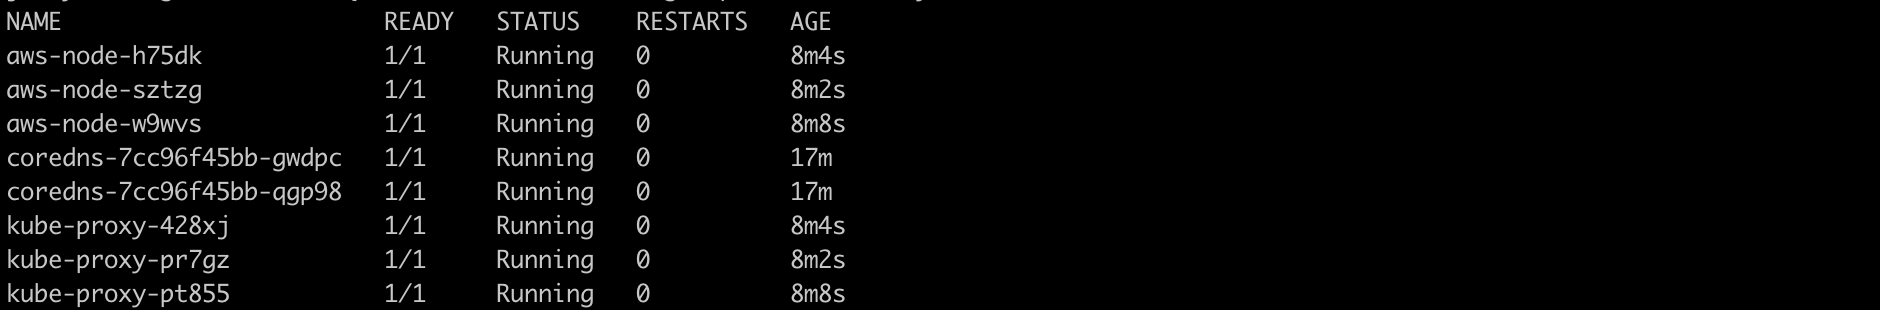 NAME                       READY   STATUS    RESTARTS   AGE
aws-node-h75dk             1/1     Running   0          8m4s
aws-node-sztzg             1/1     Running   0          8m2s
aws-node-w9wvs             1/1     Running   0          8m8s
coredns-7cc96f45bb-gwdpc   1/1     Running   0          17m
coredns-7cc96f45bb-qgp98   1/1     Running   0          17m
kube-proxy-428xj           1/1     Running   0          8m4s
kube-proxy-pr7gz           1/1     Running   0          8m2s
kube-proxy-pt855           1/1     Running   0          8m8s